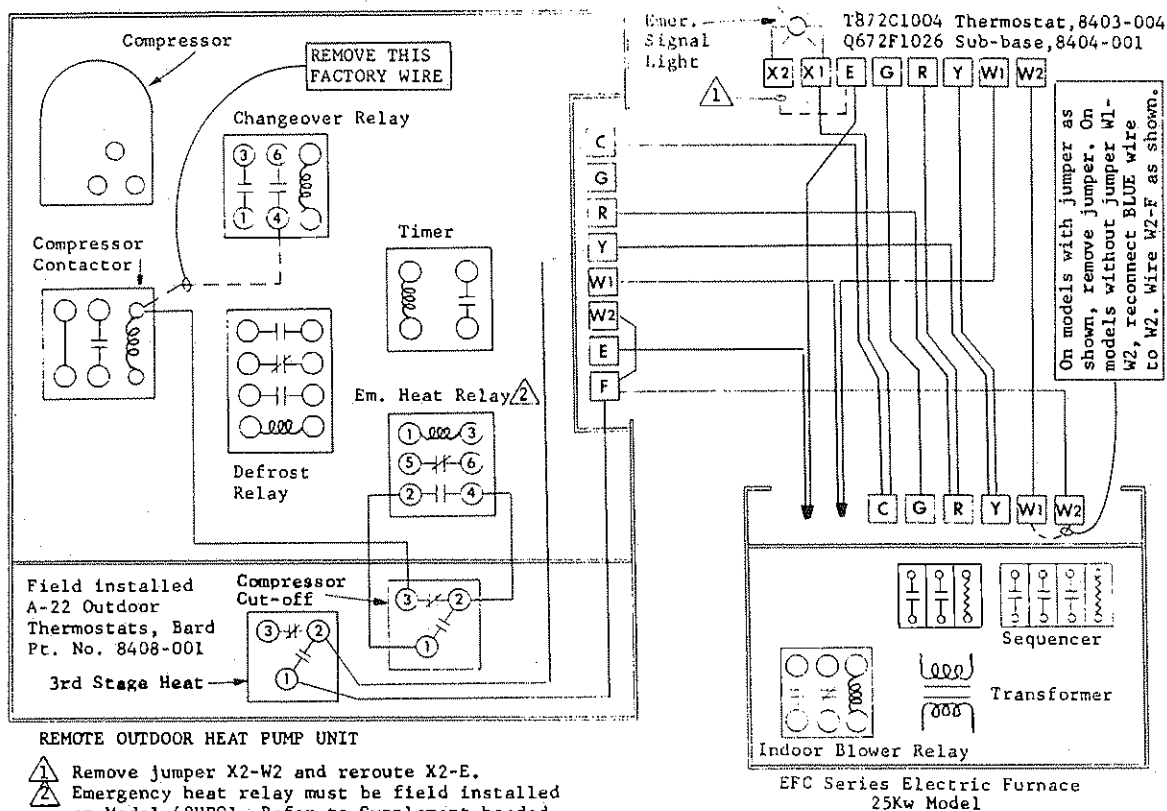 Compressor
REMOVE THIS
FACTORY WIRE
Changeover Relay
3 6
1 4
Timer
Compressor
Contactor
Em. Heat Relay 2
1 3
5 6
2 4
Defrost
Relay
Field installed
A-22 Outdoor
Thermostats, Bard
Pt. No. 8408-001
Compressor
Cut-off
3 2
1
3 2
1
3rd Stage Heat
REMOTE OUTDOOR HEAT PUMP UNIT
1 Remove jumper X2-W2 and reroute X2-E.
2 Emergency heat relay must be field installed
Refer to Supplement headed
Emer.
Signal
Light
T872C1004 Thermostat,8403-004
Q672F1026 Sub-base,8404-001
X2 X1 E G R Y W1 W2
1
C
G
R
Y
W1
W2
E
F
On models with jumper as
shown, remove jumper. On
models without jumper W1-
W2, reconnect BLUE wire
to W2. Wire W2-F as shown.
C G R Y W1 W2
Sequencer
Transformer
Indoor Blower Relay
EFC Series Electric Furnace
25Kw Model